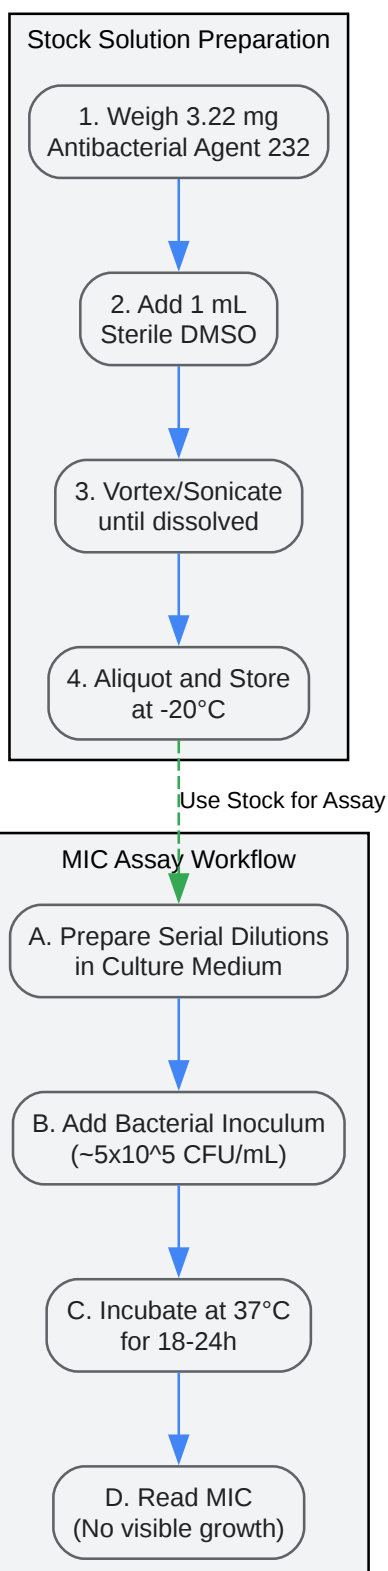 Stock Solution Preparation
1. Weigh 3.22 mg
Antibacterial Agent 232
2. Add 1 mL
Sterile DMSO
3. Vortex/Sonicate
until dissolved
4. Aliquot and Store
at -20°C
Use Stock for Assay
MIC Assay Workflow
A. Prepare Serial Dilutions
in Culture Medium
B. Add Bacterial Inoculum
(~5x10^5 CFU/mL)
C. Incubate at 37°C
for 18-24h
D. Read MIC
(No visible growth)